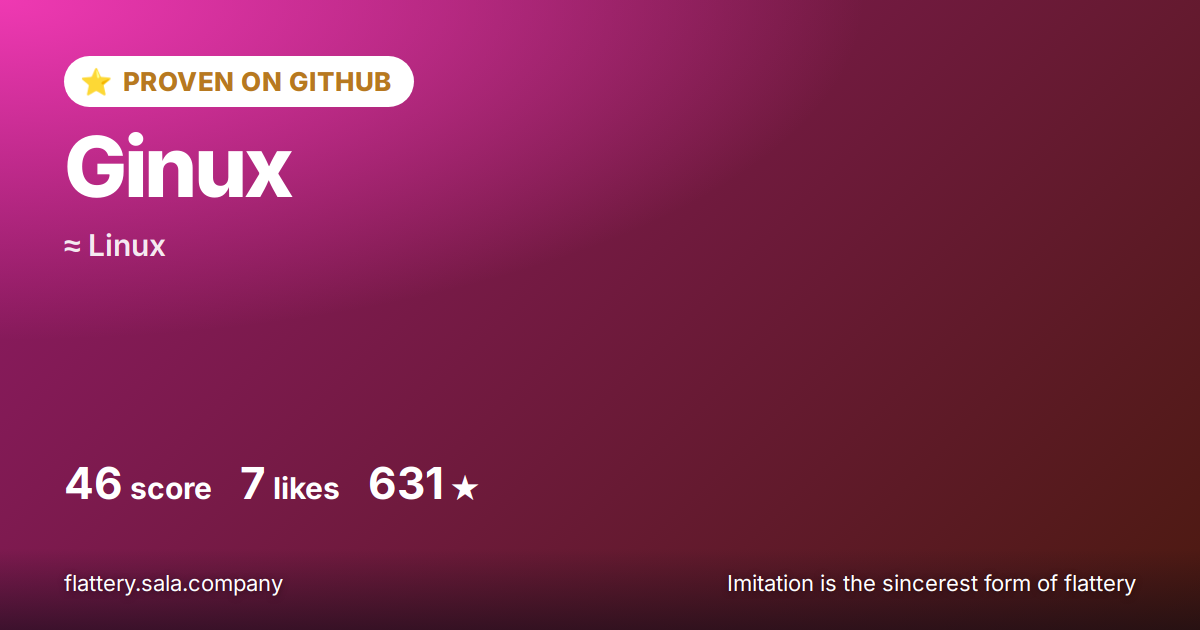 ⭐ PROVEN ON GITHUB
Ginux
≈ Linux
46 score 7 likes 631 ★
flattery.sala.company
Imitation is the sincerest form of flattery